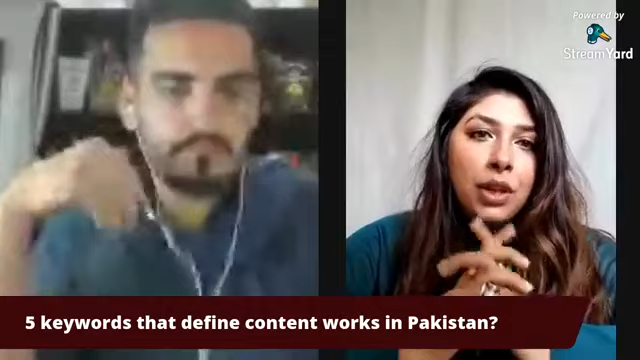 Powered by
StreamYard
5 keywords that define content works in Pakistan?